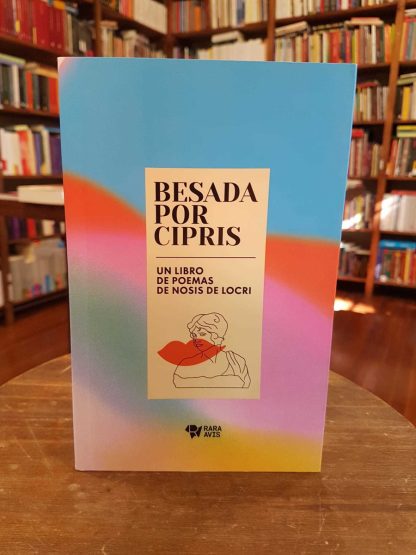 BESADA
POR
CIPRIS
UN LIBRO
DE POEMAS
DE NOSIS DE LOCRI
RARA
AVIS